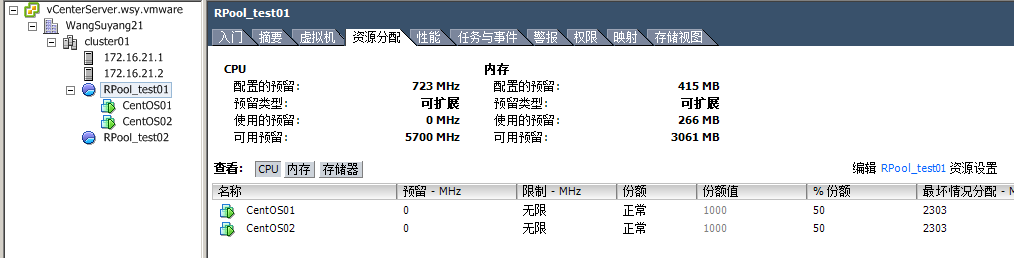 vCenterServer.wsy.vmware
WangSuyang21
cluster01
172.16.21.1
172.16.21.2
RPool_test01
CentOS01
CentOS02
RPool_test02
RPool_test01
入门 摘要 虚拟机 资源分配 性能 任务与事件 警报 权限 映射 存储视图
CPU 内存
配置的预留: 723 MHz 配置的预留: 415 MB
预留类型: 可扩展 预留类型: 可扩展
使用的预留: 0 MHz 使用的预留: 266 MB
可用预留: 5700 MHz 可用预留: 3061 MB
查看: CPU 内存 存储器 编辑 RPool_test01 资源设置
名称 预留 - MHz 限制 - MHz 份额 份额值 % 份额 最坏情况分配 - M
CentOS01 0 无限 正常 1000 50 2303
CentOS02 0 无限 正常 1000 50 2303